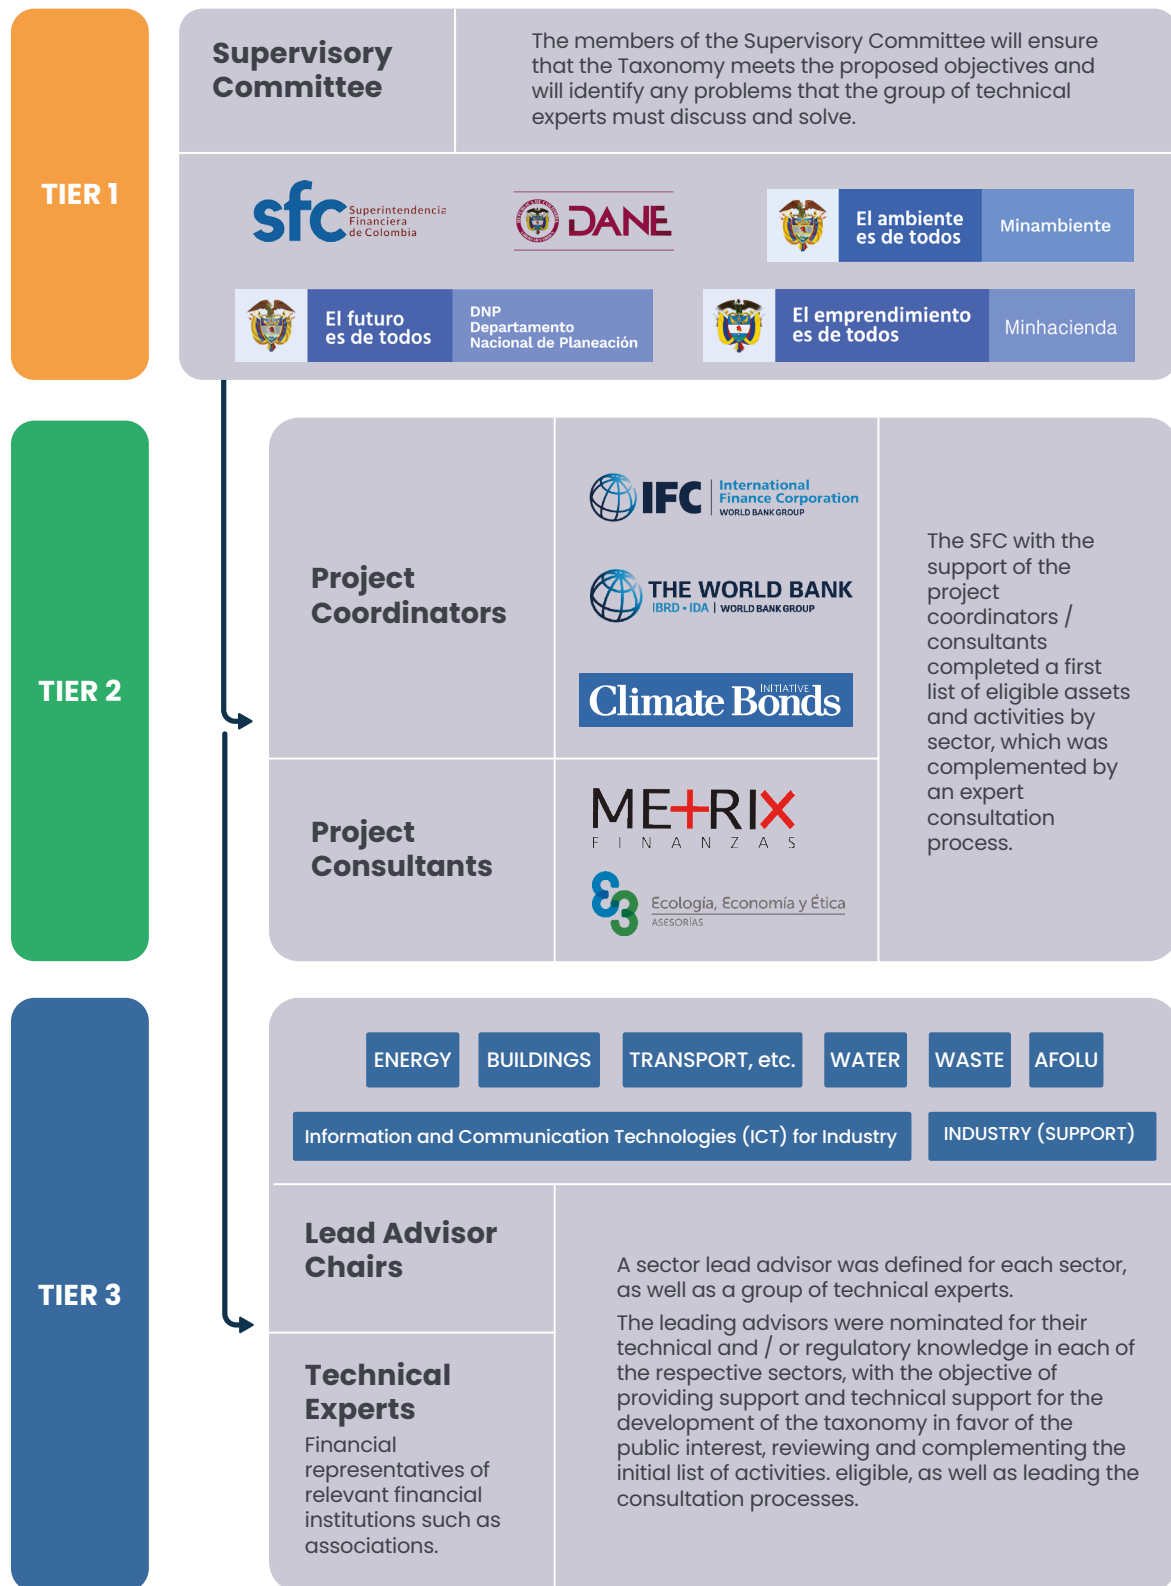 TIER 1
Supervisory
Committee
The members of the Supervisory Committee will ensure
that the Taxonomy meets the proposed objectives and
will identify any problems that the group of technical
experts must discuss and solve.
sfc Superintendencia
Financiera
de Colombia
DANE
El ambiente
es de todos
Minambiente
El futuro
es de todos
DNP
Departamento
Nacional de Planeación
El emprendimiento
es de todos
Minhacienda
TIER 2
Project
Coordinators
IFC International
Finance Corporation
WORLD BANK GROUP
THE WORLD BANK
IBRD • IDA | WORLD BANK GROUP
Climate Bonds
INITIATIVE
The SFC with the
support of the
project
coordinators /
consultants
completed a first
list of eligible assets
and activities by
sector, which was
complemented by
an expert
consultation
process.
Project
Consultants
METRIX
FINANZAS
Ecología, Economía y Ética
ASESORÍAS
TIER 3
ENERGY
BUILDINGS
TRANSPORT, etc.
WATER
WASTE
AFOLU
Information and Communication Technologies (ICT) for Industry
INDUSTRY (SUPPORT)
Lead Advisor
Chairs
Technical
Experts
Financial
representatives of
relevant financial
institutions such as
associations.
A sector lead advisor was defined for each sector,
as well as a group of technical experts.
The leading advisors were nominated for their
technical and / or regulatory knowledge in each of
the respective sectors, with the objective of
providing support and technical support for the
development of the taxonomy in favor of the
public interest, reviewing and complementing the
initial list of activities. eligible, as well as leading the
consultation processes.